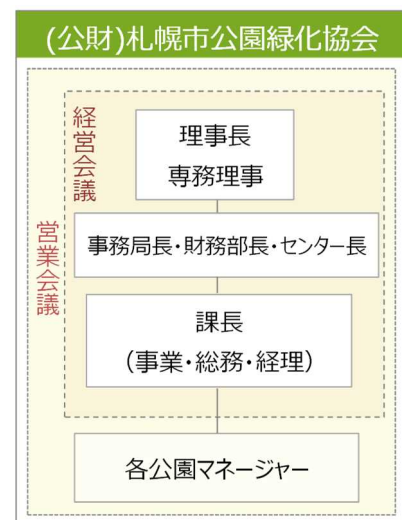 (公財)札幌市公園緑化協会
経営会議
理事長
専務理事
営業会議
事務局長・財務部長・センター長
課長
（事業・総務・経理）
各公園マネージャー